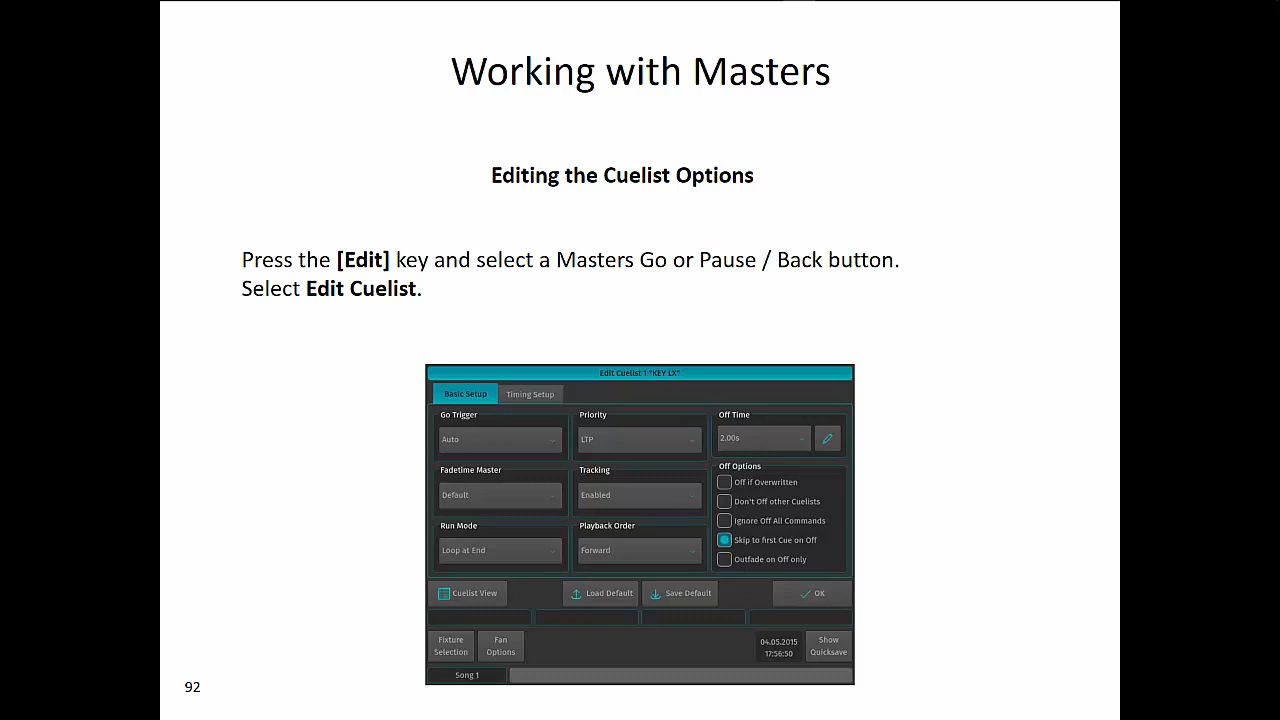 Working with Masters
Editing the Cuelist Options
Press the [Edit] key and select a Masters Go or Pause / Back button.
Select Edit Cuelist.
Edit Cuelist 1 "KEY LX"
Basic Setup
Timing Setup
Go Trigger
Priority
Off Time
Auto
LTP
2.00s
Fadetime Master
Tracking
Off Options
Default
Enabled
Off if Overwritten
Don't Off other Cuelists
Ignore Off All Commands
Run Mode
Playback Order
Skip to first Cue on Off
Loop at End
Forward
Outfade on Off only
Cuelist View
Load Default
Save Default
OK
Fixture
Selection
Fan
Options
04.05.2015
17:56:50
Show
Quicksave
Song 1
92